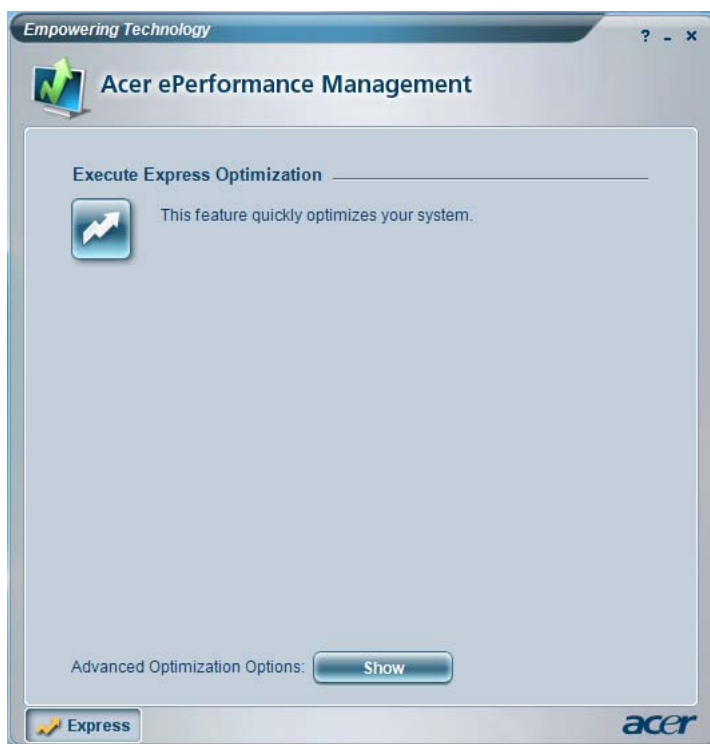 Empowering Technology
? - ×
Acer ePerformance Management
Execute Express Optimization
This feature quickly optimizes your system.
Advanced Optimization Options: Show
Express
acer